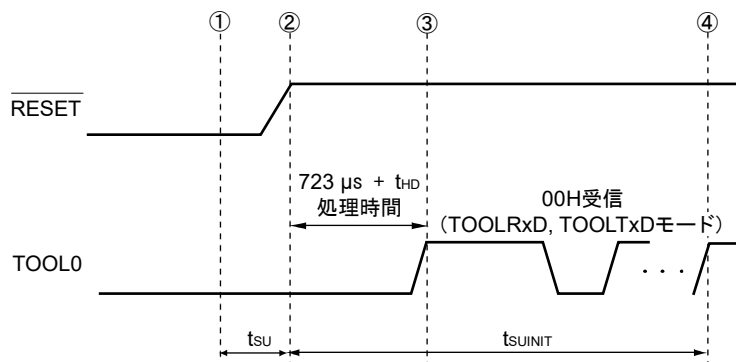 ① ② ③ ④
RESET
723 µs + tHD
処理時間
00H受信
（TOOLRxD, TOOLTxDモード）
TOOL0
・・・
tSU
tSUINIT